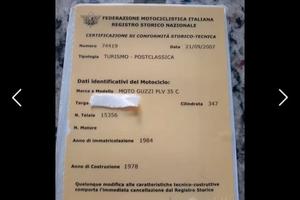 FEDERAZIONE MOTOCICLISTICA ITALIANA
REGISTRO STORICO NAZIONALE
CERTIFICAZIONE DI CONFORMITÀ STORICO-TECNICA
Numero 74419 Data 21/09/2007
Tipologia TURISMO - POSTCLASSICA
Dati identificativi del Motociclo:
Marca e Modello MOTO GUZZI PLV 35 C
Targa Cilindrata 347
N. Telaio 15356
N. Motore
Anno di immatricolazione 1984
Anno di Costruzione 1978
Qualunque modifica alle caratteristiche tecnico-costruttive
comporta l'immediata cancellazione dal Registro Storico